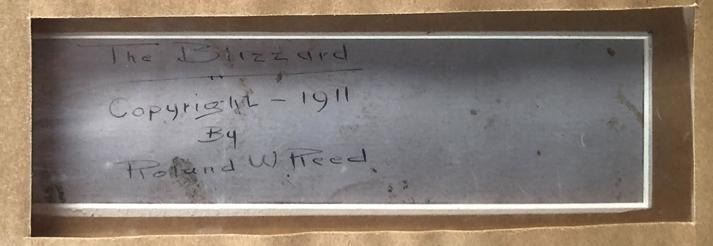 The Blizzard
Copyright - 1911
By
Roland W Reed